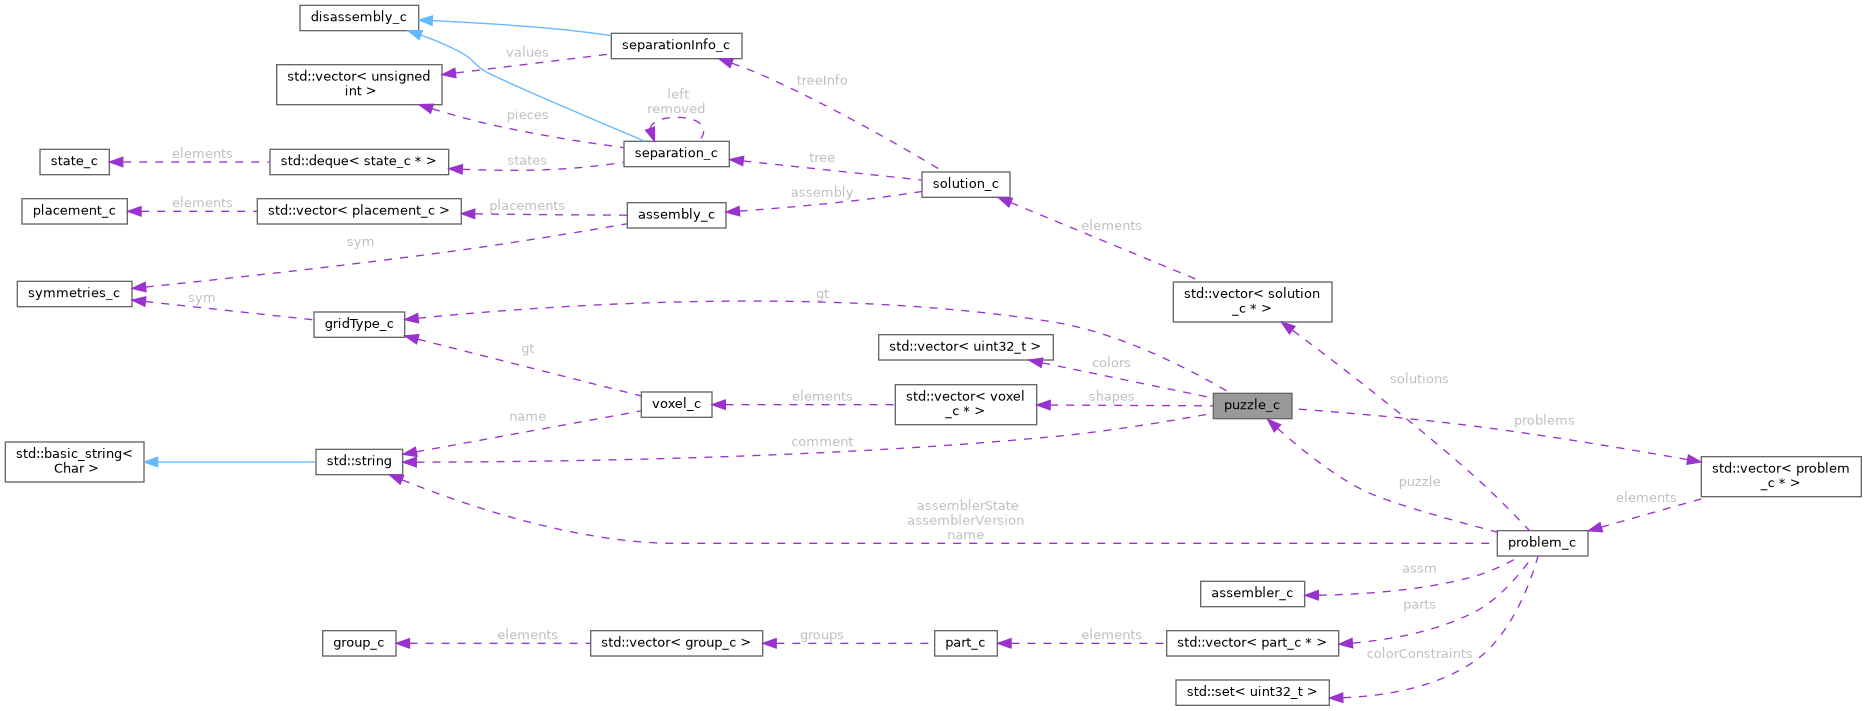 disassembly_c
separationInfo_c
values
std::vector< unsigned
int >
treeInfo
left
removed
pieces
separation_c
state_c
elements
std::deque< state_c * >
states
tree
solution_c
placement_c
elements
std::vector< placement_c >
placements
assembly_c
assembly
sym
elements
symmetries_c
sym
gridType_c
gt
std::vector< solution
_c * >
gt
std::vector< uint32_t >
colors
solutions
voxel_c
elements
std::vector< voxel
_c * >
shapes
puzzle_c
name
comment
problems
std::basic_string<
Char >
std::string
std::vector< problem
_c * >
puzzle
elements
assemblerState
assemblerVersion
name
problem_c
assm
assembler_c
parts
group_c
elements
std::vector< group_c >
groups
part_c
elements
std::vector< part_c * >
colorConstraints
std::set< uint32_t >